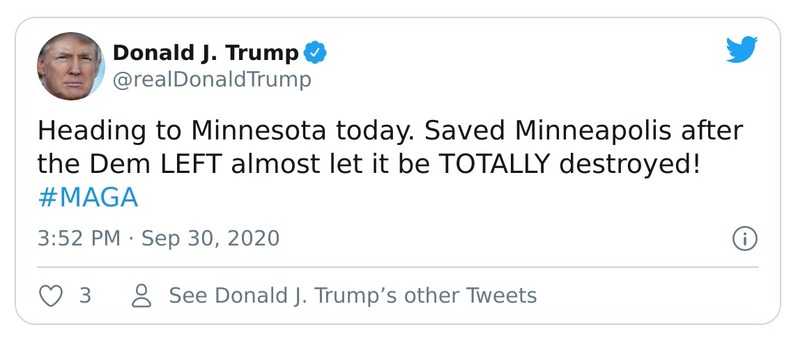 Donald J. Trump
@realDonaldTrump
Heading to Minnesota today. Saved Minneapolis after
the Dem LEFT almost let it be TOTALLY destroyed!
#MAGA
3:52 PM · Sep 30, 2020
3 See Donald J. Trump’s other Tweets